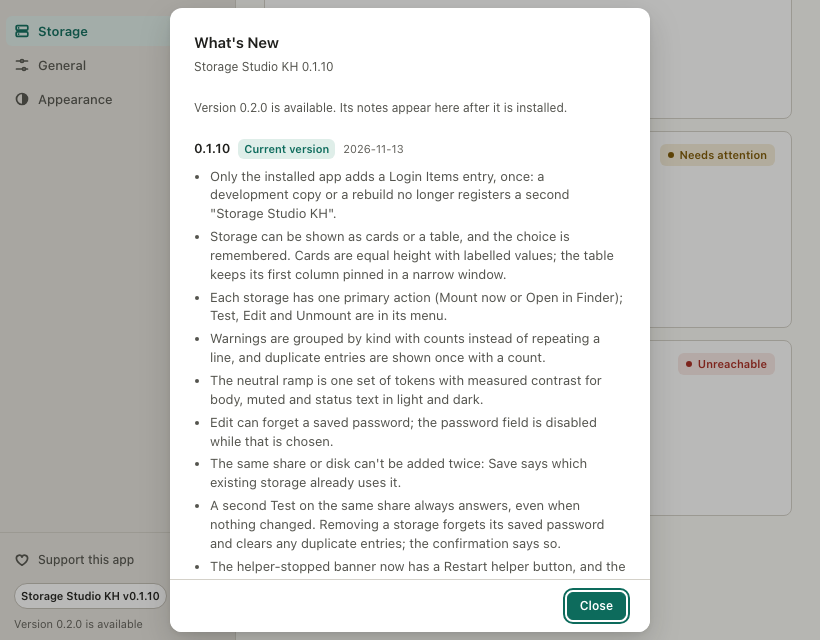 Storage
General
Appearance
What's New
Storage Studio KH 0.1.10
Version 0.2.0 is available. Its notes appear here after it is installed.
0.1.10 Current version 2026-11-13
• Only the installed app adds a Login Items entry, once: a
development copy or a rebuild no longer registers a second
"Storage Studio KH".
• Storage can be shown as cards or a table, and the choice is
remembered. Cards are equal height with labelled values; the table
keeps its first column pinned in a narrow window.
• Each storage has one primary action (Mount now or Open in Finder);
Test, Edit and Unmount are in its menu.
• Warnings are grouped by kind with counts instead of repeating a
line, and duplicate entries are shown once with a count.
• The neutral ramp is one set of tokens with measured contrast for
body, muted and status text in light and dark.
• Edit can forget a saved password; the password field is disabled
while that is chosen.
• The same share or disk can't be added twice: Save says which
existing storage already uses it.
• A second Test on the same share always answers, even when
nothing changed. Removing a storage forgets its saved password
and clears any duplicate entries; the confirmation says so.
• The helper-stopped banner now has a Restart helper button, and the
Close
Needs attention
Unreachable
Support this app
Storage Studio KH v0.1.10
Version 0.2.0 is available